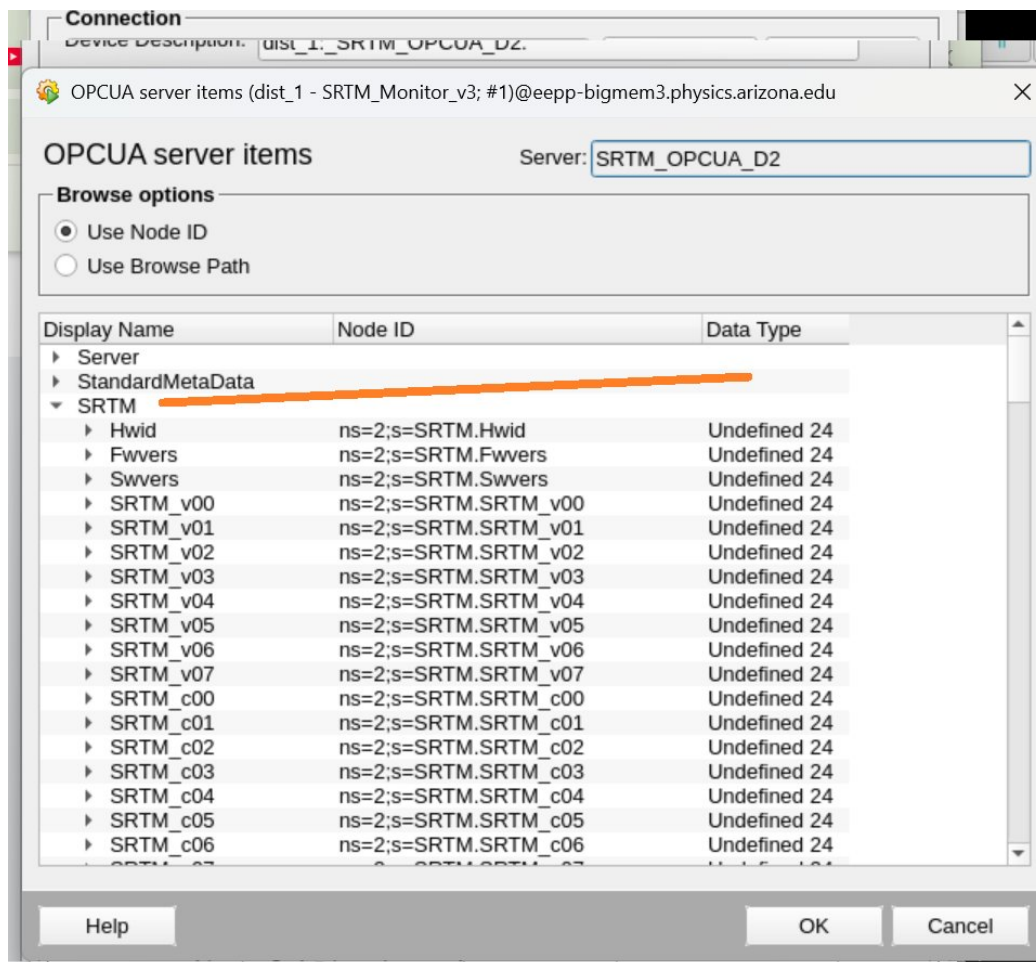 Connection
Device Description: dist_1:_SRTM_OPCUA_D2:
OPCUA server items (dist_1 - SRTM_Monitor_v3; #1)@eepp-bigmem3.physics.arizona.edu
OPCUA server items
Server: SRTM_OPCUA_D2
Browse options
Use Node ID
Use Browse Path
Display Name Node ID Data Type
Server
StandardMetaData
SRTM
Hwid ns=2;s=SRTM.Hwid Undefined 24
Fwvers ns=2;s=SRTM.Fwvers Undefined 24
Swvers ns=2;s=SRTM.Swvers Undefined 24
SRTM_v00 ns=2;s=SRTM.SRTM_v00 Undefined 24
SRTM_v01 ns=2;s=SRTM.SRTM_v01 Undefined 24
SRTM_v02 ns=2;s=SRTM.SRTM_v02 Undefined 24
SRTM_v03 ns=2;s=SRTM.SRTM_v03 Undefined 24
SRTM_v04 ns=2;s=SRTM.SRTM_v04 Undefined 24
SRTM_v05 ns=2;s=SRTM.SRTM_v05 Undefined 24
SRTM_v06 ns=2;s=SRTM.SRTM_v06 Undefined 24
SRTM_v07 ns=2;s=SRTM.SRTM_v07 Undefined 24
SRTM_c00 ns=2;s=SRTM.SRTM_c00 Undefined 24
SRTM_c01 ns=2;s=SRTM.SRTM_c01 Undefined 24
SRTM_c02 ns=2;s=SRTM.SRTM_c02 Undefined 24
SRTM_c03 ns=2;s=SRTM.SRTM_c03 Undefined 24
SRTM_c04 ns=2;s=SRTM.SRTM_c04 Undefined 24
SRTM_c05 ns=2;s=SRTM.SRTM_c05 Undefined 24
SRTM_c06 ns=2;s=SRTM.SRTM_c06 Undefined 24
Help OK Cancel